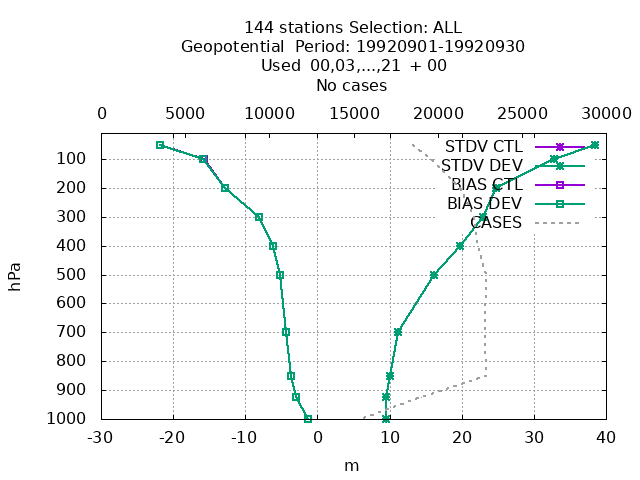 144 stations Selection: ALL
Geopotential  Period: 19920901-19920930
Used  00,03,...,21  + 00
No cases
0 5000 10000 15000 20000 25000 30000
STDV CTL
STDV DEV
BIAS CTL
BIAS DEV
CASES
100
200
300
400
500
600
700
800
900
1000
hPa
-30 -20 -10 0 10 20 30 40
m